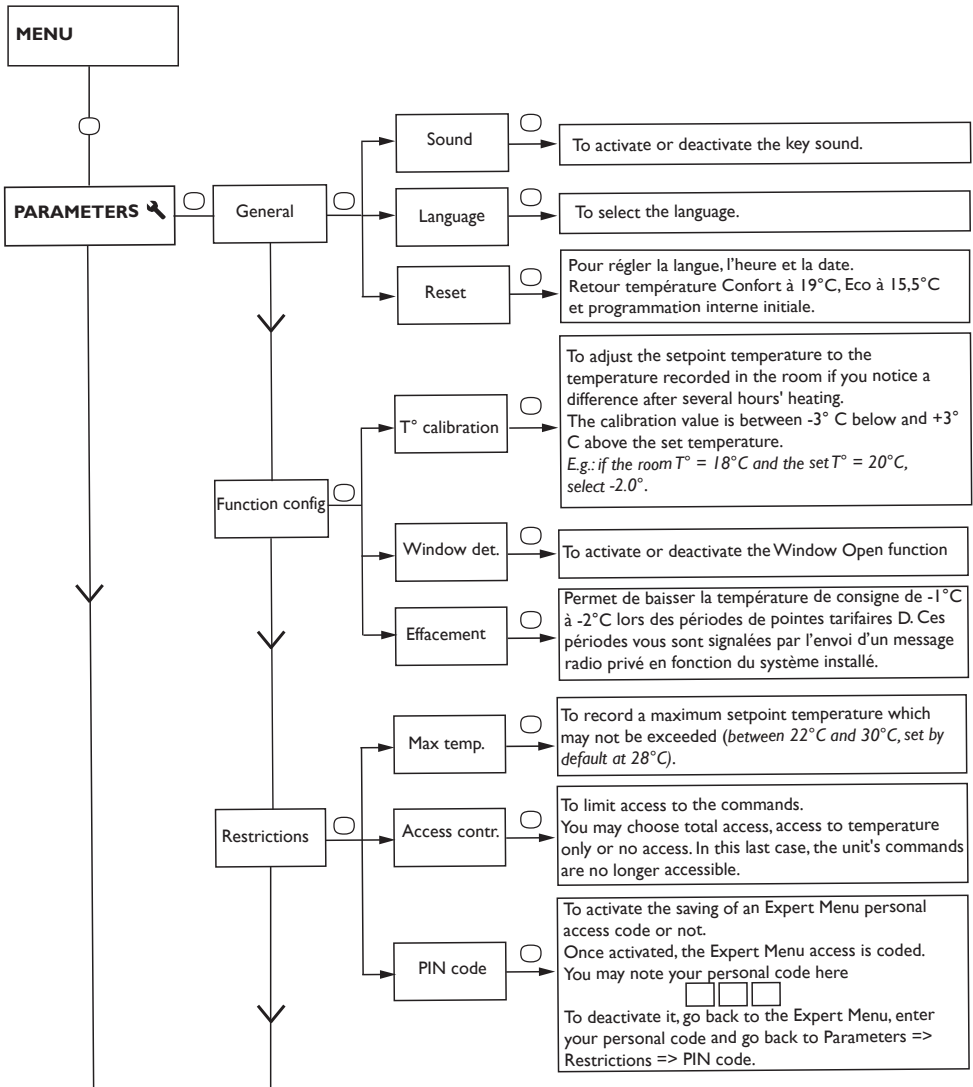 MENU
PARAMETERS
General
Sound
To activate or deactivate the key sound.
Language
To select the language.
Reset
Pour régler la langue, l'heure et la date.
Retour température Confort à 19°C, Eco à 15,5°C
et programmation interne initiale.
Function config
T° calibration
To adjust the setpoint temperature to the
temperature recorded in the room if you notice a
difference after several hours' heating.
The calibration value is between -3° C below and +3°
C above the set temperature.
E.g.: if the room T° = 18°C and the set T° = 20°C,
select -2.0°.
Window det.
To activate or deactivate the Window Open function
Effacement
Permet de baisser la température de consigne de -1°C
à -2°C lors des périodes de pointes tarifaires D. Ces
périodes vous sont signalées par l'envoi d'un message
radio privé en fonction du système installé.
Restrictions
Max temp.
To record a maximum setpoint temperature which
may not be exceeded (between 22°C and 30°C, set by
default at 28°C).
Access contr.
To limit access to the commands.
You may choose total access, access to temperature
only or no access. In this last case, the unit's commands
are no longer accessible.
PIN code
To activate the saving of an Expert Menu personal
access code or not.
Once activated, the Expert Menu access is coded.
You may note your personal code here
To deactivate it, go back to the Expert Menu, enter
your personal code and go back to Parameters =>
Restrictions => PIN code.